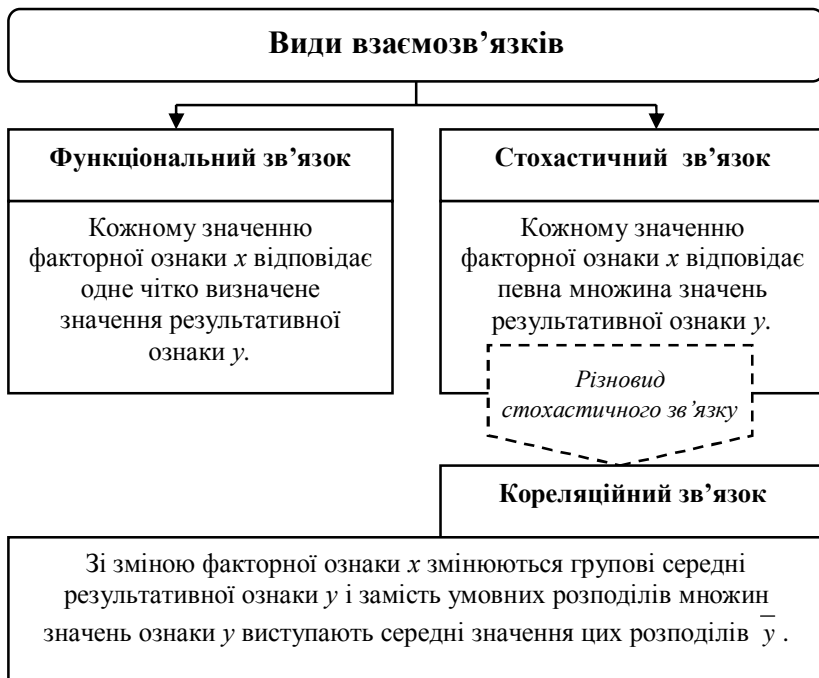 Види взаємозв’язків
Функціональний зв’язок
Кожному значенню
факторної ознаки x відповідає
одне чітко визначене
значення результативної
ознаки y.
Стохастичний зв’язок
Кожному значенню
факторної ознаки x відповідає
певна множина значень
результативної ознаки y.
Різновид
стохастичного зв’язку
Кореляційний зв’язок
Зі зміною факторної ознаки x змінюються групові середні
результативної ознаки y і замість умовних розподілів множин
значень ознаки y виступають середні значення цих розподілів y̅ .